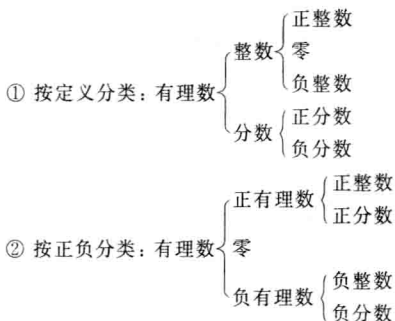 正整数
整数 零
负整数
① 按定义分类：有理数
正分数
分数
负分数
正整数
正有理数
正分数
② 按正负分类：有理数 零
负整数
负有理数
负分数